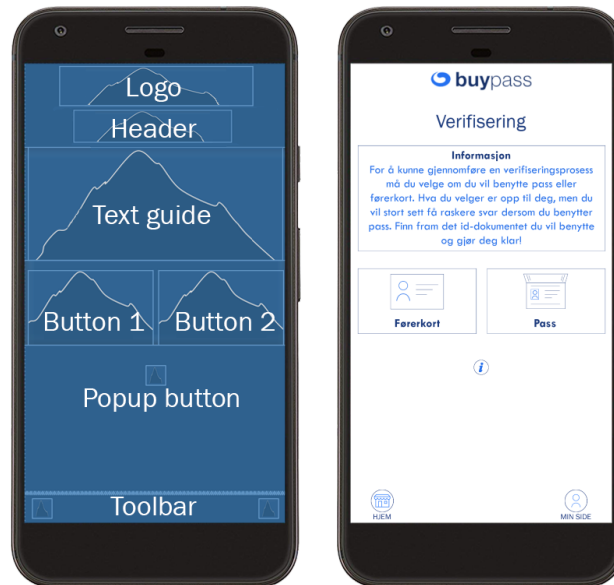 Logo
Header
Text guide
Button 1
Button 2
Popup button
Toolbar
buypass
Verifisering
Informasjon
For å kunne gjennomføre en verifiseringsprosess
må du velge om du vil benytte pass eller
førerkort. Hva du velger er opp til deg, men du
vil stort sett få raskere svar dersom du benytter
pass. Finn fram det id-dokumentet du vil benytte
og gjør deg klar!
Førerkort
Pass
i
HJEM
MIN SIDE